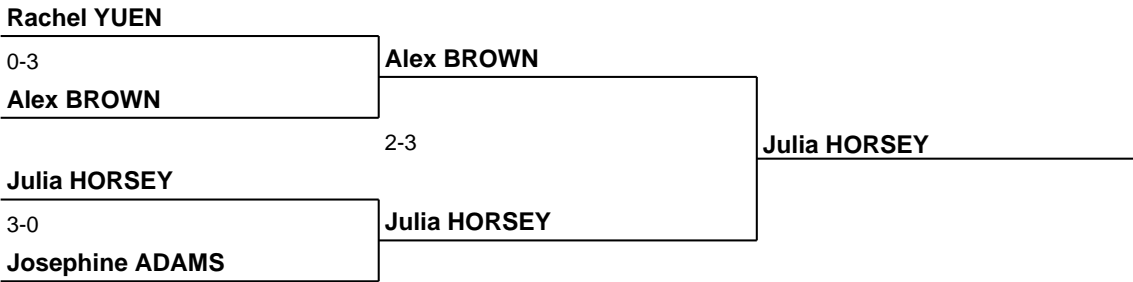 Rachel YUEN
0-3
Alex BROWN
Alex BROWN
2-3
Julia HORSEY
Julia HORSEY
3-0
Julia HORSEY
Josephine ADAMS